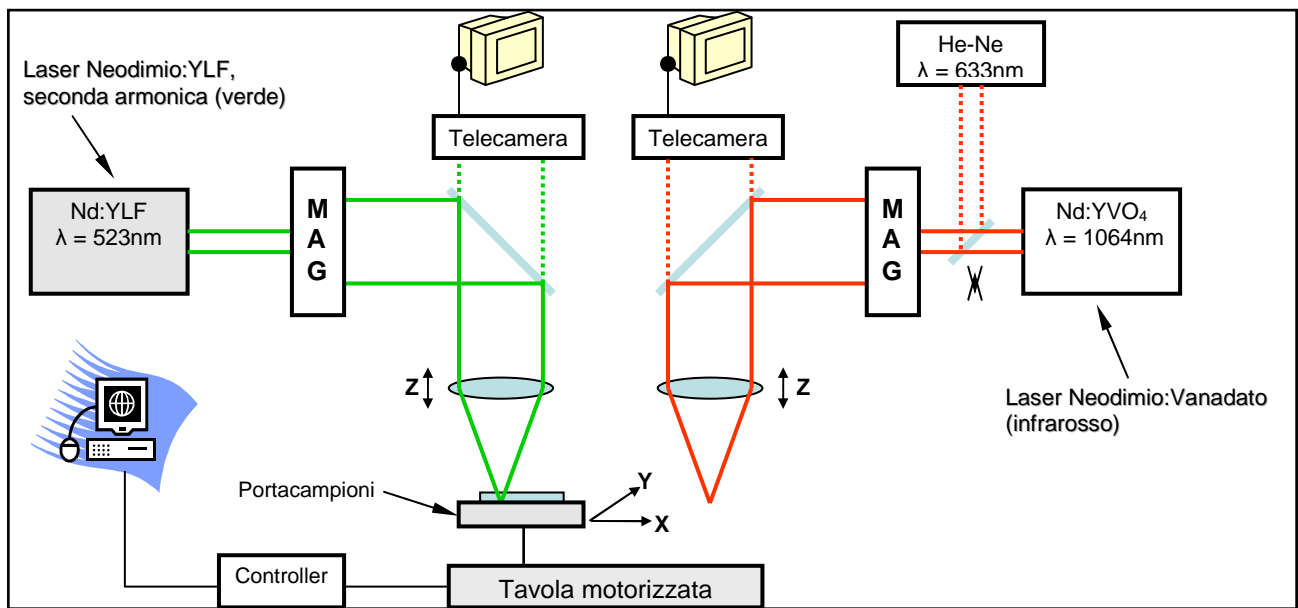 Laser Neodimio:YLF,
seconda armonica (verde)
Nd:YLF
λ = 523nm
M
A
G
Telecamera
Telecamera
He-Ne
λ = 633nm
M
A
G
Nd:YVO₄
λ = 1064nm
Z
Z
Laser Neodimio:Vanadato
(infrarosso)
Portacampioni
Y
X
Controller
Tavola motorizzata